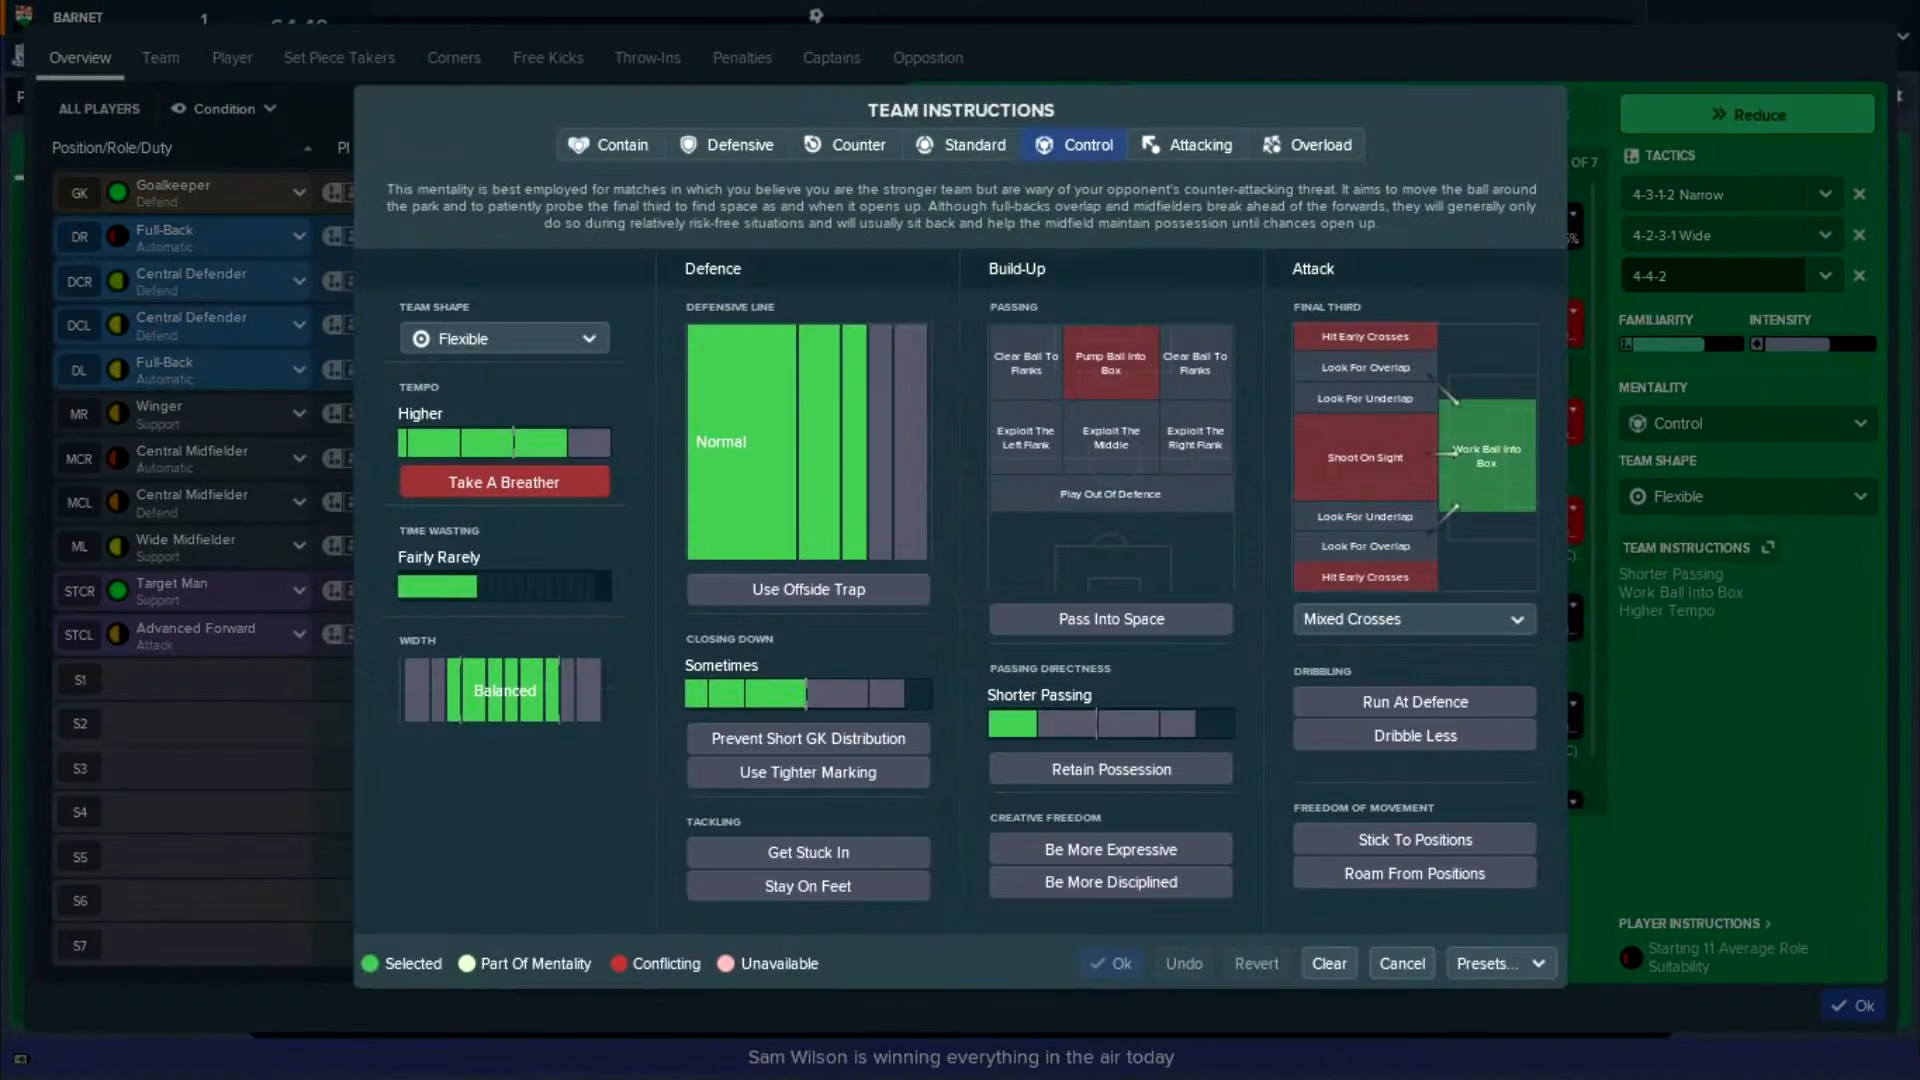 BARNET
1
Overview
Team
Player
Set Piece Takers
Corners
Free Kicks
Throw-Ins
Penalties
Captains
Opposition
ALL PLAYERS
Condition
Position/Role/Duty
Pl
GK
Goalkeeper
Defend
DR
Full-Back
Automatic
DCR
Central Defender
Defend
DCL
Central Defender
Defend
DL
Full-Back
Automatic
MR
Winger
Support
MCR
Central Midfielder
Automatic
MCL
Central Midfielder
Defend
ML
Wide Midfielder
Support
STCR
Target Man
Support
STCL
Advanced Forward
Attack
S1
S2
S3
S4
S5
S6
S7
TEAM INSTRUCTIONS
Contain
Defensive
Counter
Standard
Control
Attacking
Overload
This mentality is best employed for matches in which you believe you are the stronger team but are wary of your opponent's counter-attacking threat. It aims to move the ball around
the park and to patiently probe the final third to find space as and when it opens up. Although full-backs overlap and midfielders break ahead of the forwards, they will generally only
do so during relatively risk-free situations and will usually sit back and help the midfield maintain possession until chances open up.
TEAM SHAPE
Flexible
TEMPO
Higher
Take A Breather
TIME WASTING
Fairly Rarely
WIDTH
Balanced
Defence
DEFENSIVE LINE
Normal
Use Offside Trap
CLOSING DOWN
Sometimes
Prevent Short GK Distribution
Use Tighter Marking
TACKLING
Get Stuck In
Stay On Feet
Build-Up
PASSING
Clear Ball To
Flanks
Pump Ball Into
Box
Clear Ball To
Flanks
Exploit The
Left Flank
Exploit The
Middle
Exploit The
Right Flank
Play Out Of Defence
Pass Into Space
PASSING DIRECTNESS
Shorter Passing
Retain Possession
CREATIVE FREEDOM
Be More Expressive
Be More Disciplined
Attack
FINAL THIRD
Hit Early Crosses
Look For Overlap
Look For Underlap
Shoot On Sight
Work Ball Into
Box
Look For Underlap
Look For Overlap
Hit Early Crosses
Mixed Crosses
DRIBBLING
Run At Defence
Dribble Less
FREEDOM OF MOVEMENT
Stick To Positions
Roam From Positions
Selected
Part Of Mentality
Conflicting
Unavailable
Ok
Undo
Revert
Clear
Cancel
Presets...
OF 7
Reduce
TACTICS
4-3-1-2 Narrow
4-2-3-1 Wide
4-4-2
FAMILIARITY
INTENSITY
MENTALITY
Control
TEAM SHAPE
Flexible
TEAM INSTRUCTIONS
Shorter Passing
Work Ball Into Box
Higher Tempo
PLAYER INSTRUCTIONS >
Starting 11 Average Role
Suitability
Ok
Sam Wilson is winning everything in the air today